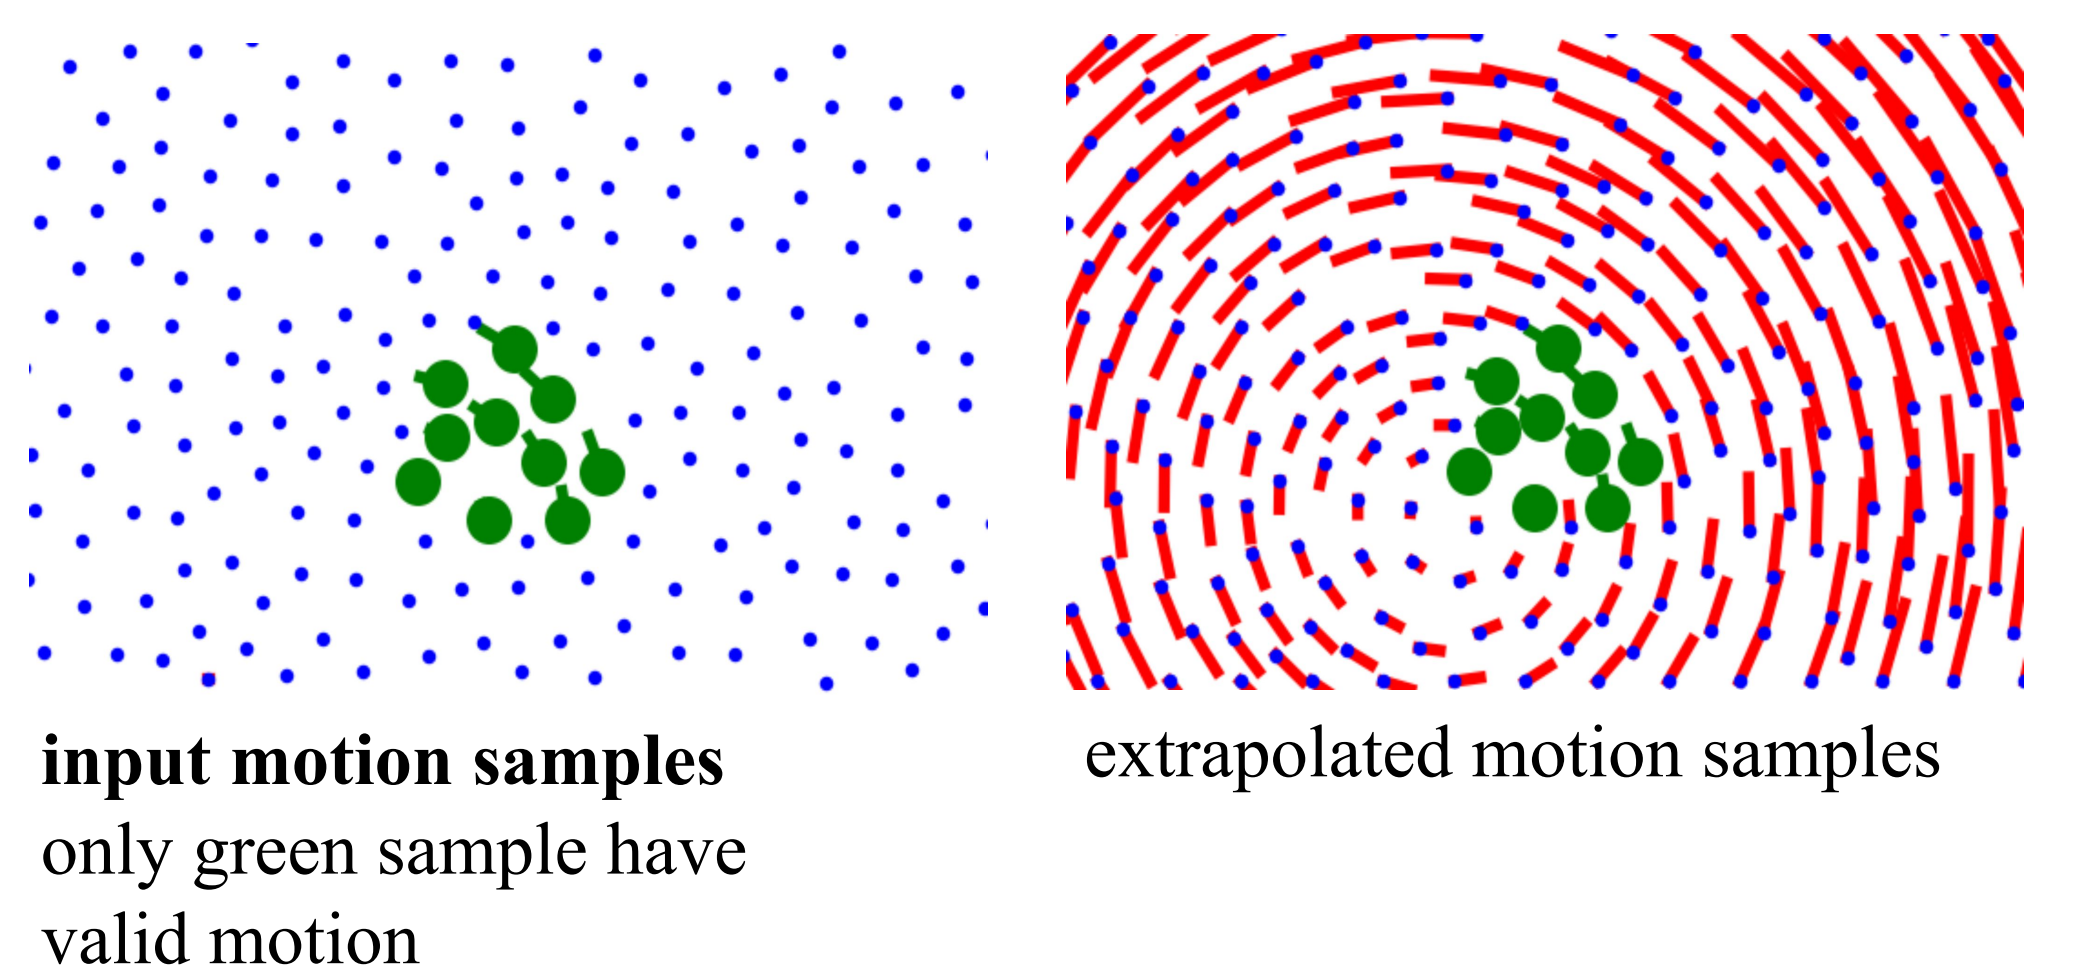 input motion samples
only green sample have
valid motion
extrapolated motion samples